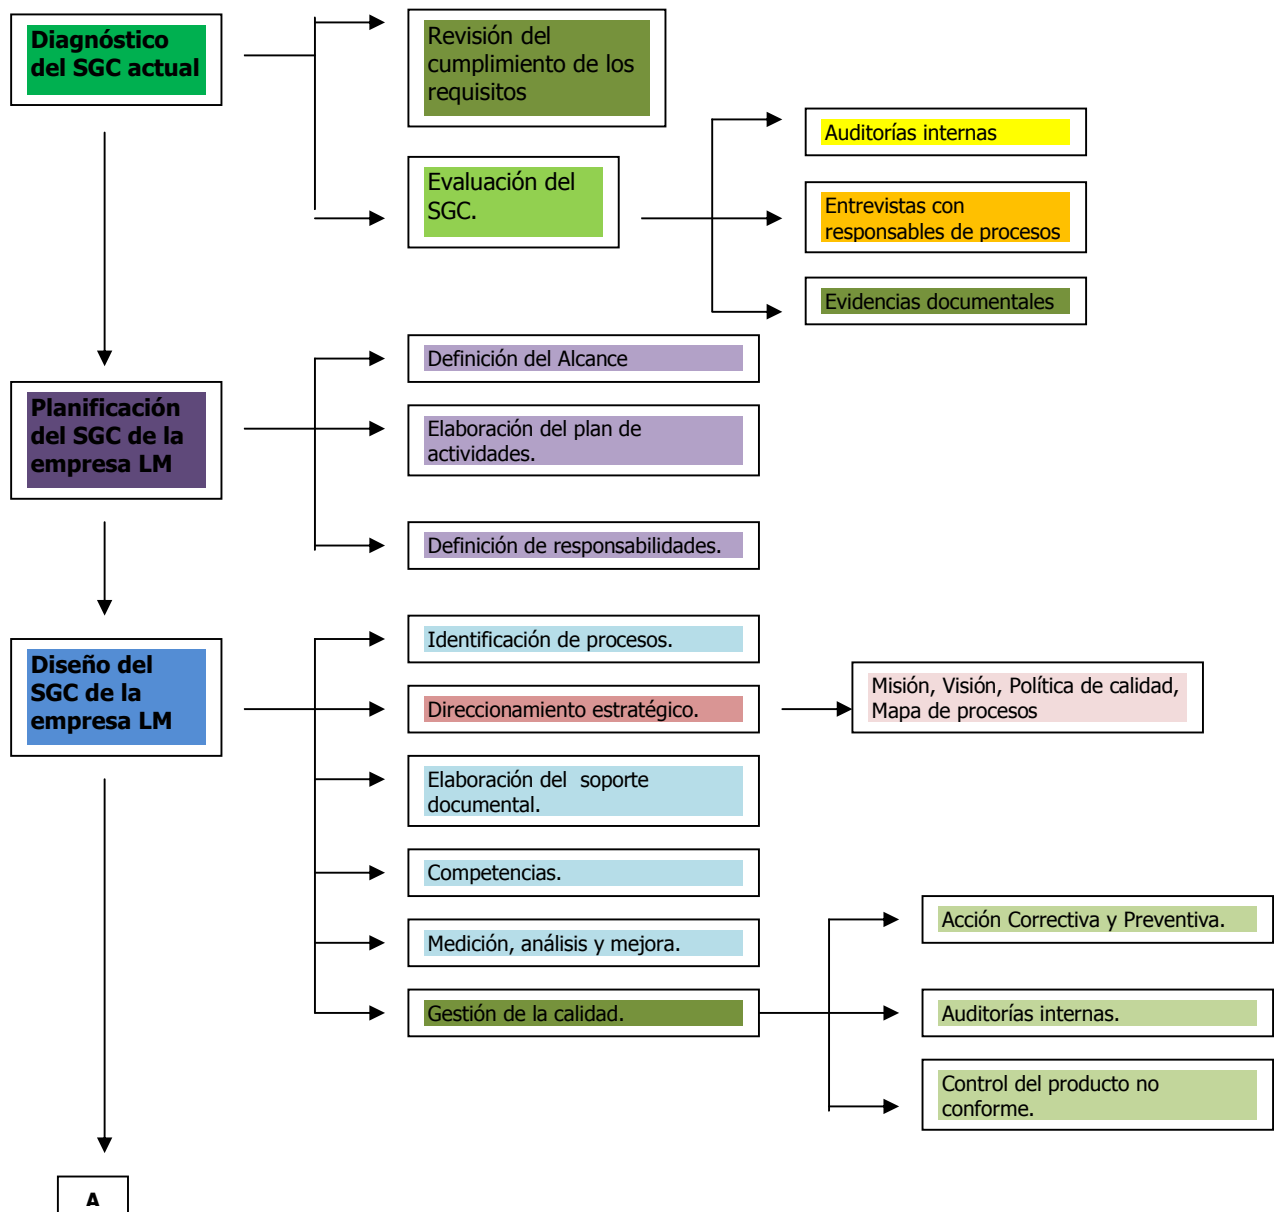 Diagnóstico
del SGC actual
Revisión del
cumplimiento de los
requisitos
Evaluación del
SGC.
Auditorías internas
Entrevistas con
responsables de procesos
Evidencias documentales
Planificación
del SGC de la
empresa LM
Definición del Alcance
Elaboración del plan de
actividades.
Definición de responsabilidades.
Diseño del
SGC de la
empresa LM
Identificación de procesos.
Direccionamiento estratégico.
Misión, Visión, Política de calidad,
Mapa de procesos
Elaboración del  soporte
documental.
Competencias.
Medición, análisis y mejora.
Gestión de la calidad.
Acción Correctiva y Preventiva.
Auditorías internas.
Control del producto no
conforme.
A